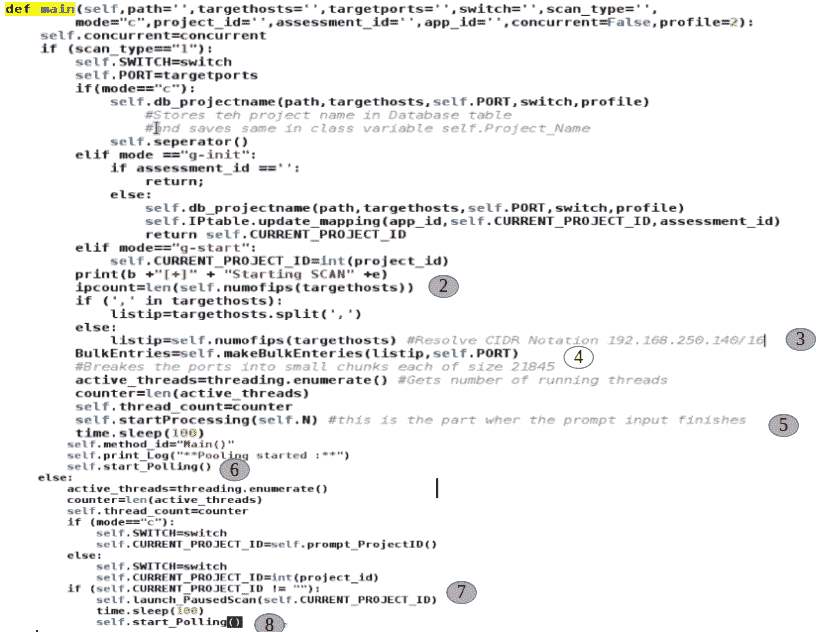 def main(self,path='',targethosts='',targetports='',switch='',scan_type='',
mode="c",project_id='',assessment_id='',app_id='',concurrent=False,profile=2):
self.concurrent=concurrent
if (scan_type=="1"):
self.SWITCH=switch
self.PORT=targetports
if(mode=="c"):
self.db_projectname(path,targethosts,self.PORT,switch,profile)
#Stores teh project name in Database table
#and saves same in class variable self.Project_Name
self.seperator()
elif mode =="g-init":
if assessment_id =='':
return;
else:
self.db_projectname(path,targethosts,self.PORT,switch,profile)
self.IPtable.update_mapping(app_id,self.CURRENT_PROJECT_ID,assessment_id)
return self.CURRENT_PROJECT_ID
elif mode=="g-start":
self.CURRENT_PROJECT_ID=int(project_id)
print(b +"[+]" + "Starting SCAN" +e)
ipcount=len(self.numofips(targethosts)) 2
if (',' in targethosts):
listip=targethosts.split(',')
else:
listip=self.numofips(targethosts) #Resolve CIDR Notation 192.168.250.140/16 3
BulkEntries=self.makeBulkEnteries(listip,self.PORT) 4
#Breakes the ports into small chunks each of size 21845
active_threads=threading.enumerate() #Gets number of running threads
counter=len(active_threads)
self.thread_count=counter
self.startProcessing(self.N) #this is the part wher the prompt input finishes 5
time.sleep(100)
self.method_id="Main()"
self.print_Log("**Pooling started :**")
self.start_Polling() 6
else:
active_threads=threading.enumerate()
counter=len(active_threads)
self.thread_count=counter
if (mode=="c"):
self.SWITCH=switch
self.CURRENT_PROJECT_ID=self.prompt_ProjectID()
else:
self.SWITCH=switch
self.CURRENT_PROJECT_ID=int(project_id)
if (self.CURRENT_PROJECT_ID != ""):
self.launch_PausedScan(self.CURRENT_PROJECT_ID) 7
time.sleep(100)
self.start_Polling() 8